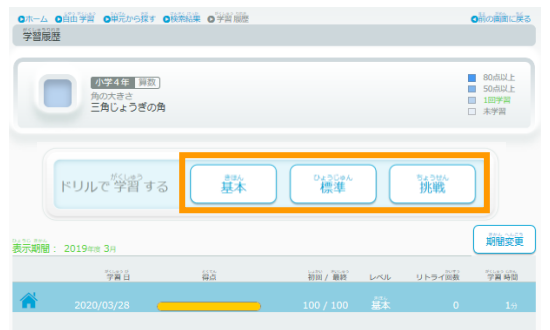 ホーム 自由学習 単元から探す 検索結果 学習履歴 前の画面に戻る
学習履歴
小学4年 算数
角の大きさ
三角じょうぎの角
80点以上
50点以上
1回学習
未学習
ドリルで学習する
基本 標準 挑戦
表示期間： 2019年度 3月
期間変更
学習日 得点 初回 / 最終 レベル リトライ回数 学習時間
2020/03/28 100 / 100 基本 0 1分